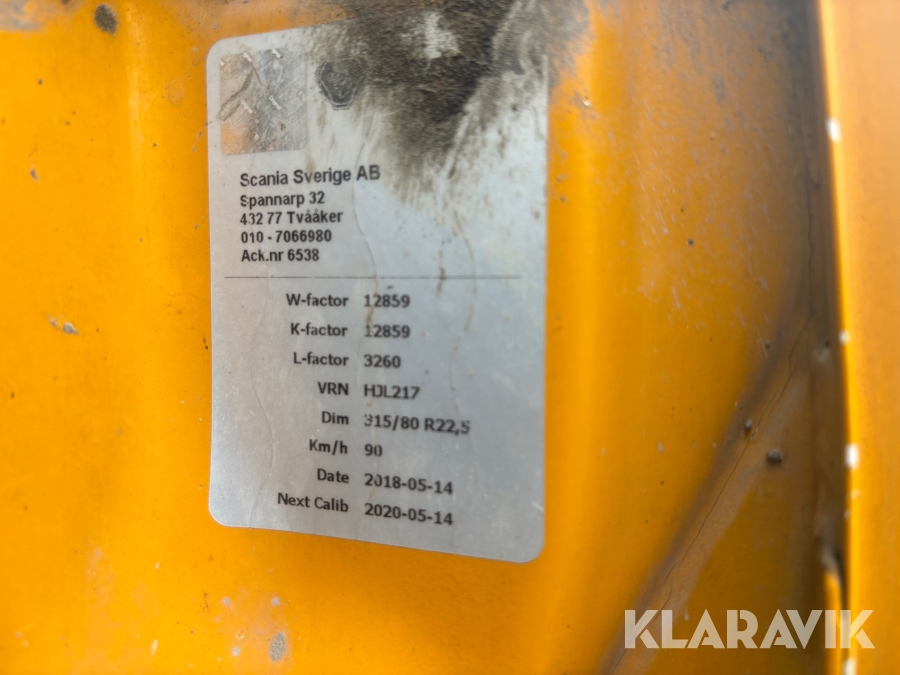 Scania Sverige AB
Spannarp 32
432 77 Tvååker
010 - 7066980
Ack.nr 6538
W-factor 12859
K-factor 12859
L-factor 3260
VRN HJL217
Dim 315/80 R22,5
Km/h 90
Date 2018-05-14
Next Calib 2020-05-14
KLARAVIK